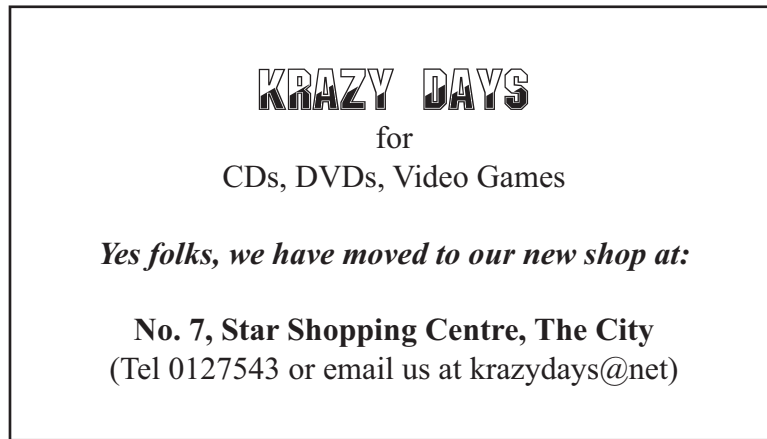 KRAZY DAYS
for
CDs, DVDs, Video Games
Yes folks, we have moved to our new shop at:
No. 7, Star Shopping Centre, The City
(Tel 0127543 or email us at krazydays@net)